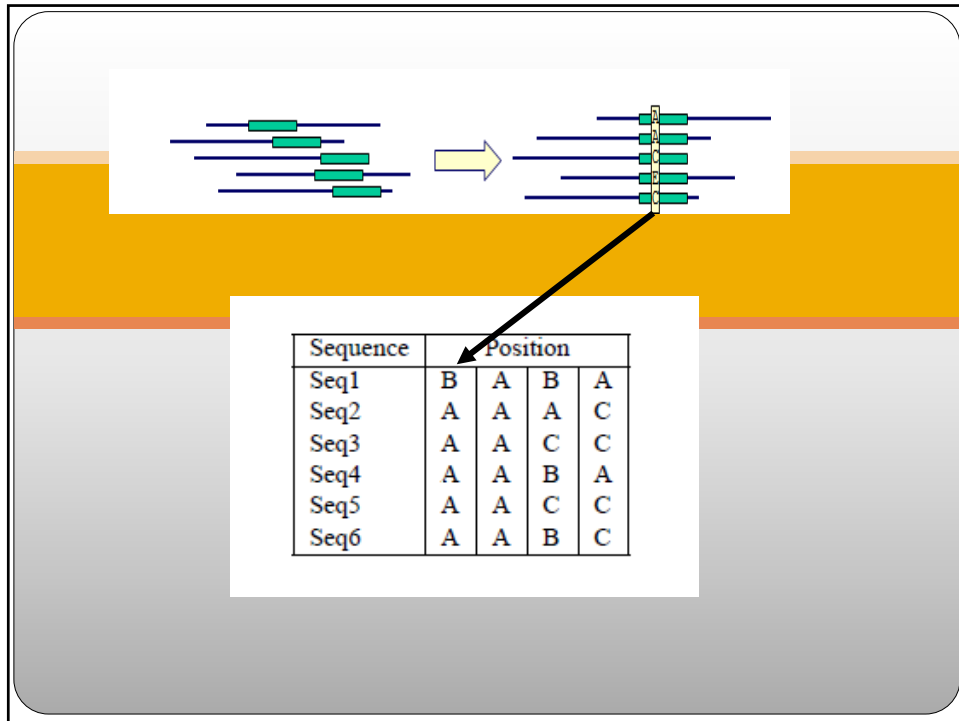 A
A
C
E
C
Sequence Position
Seq1 B A B A
Seq2 A A A C
Seq3 A A C C
Seq4 A A B A
Seq5 A A C C
Seq6 A A B C